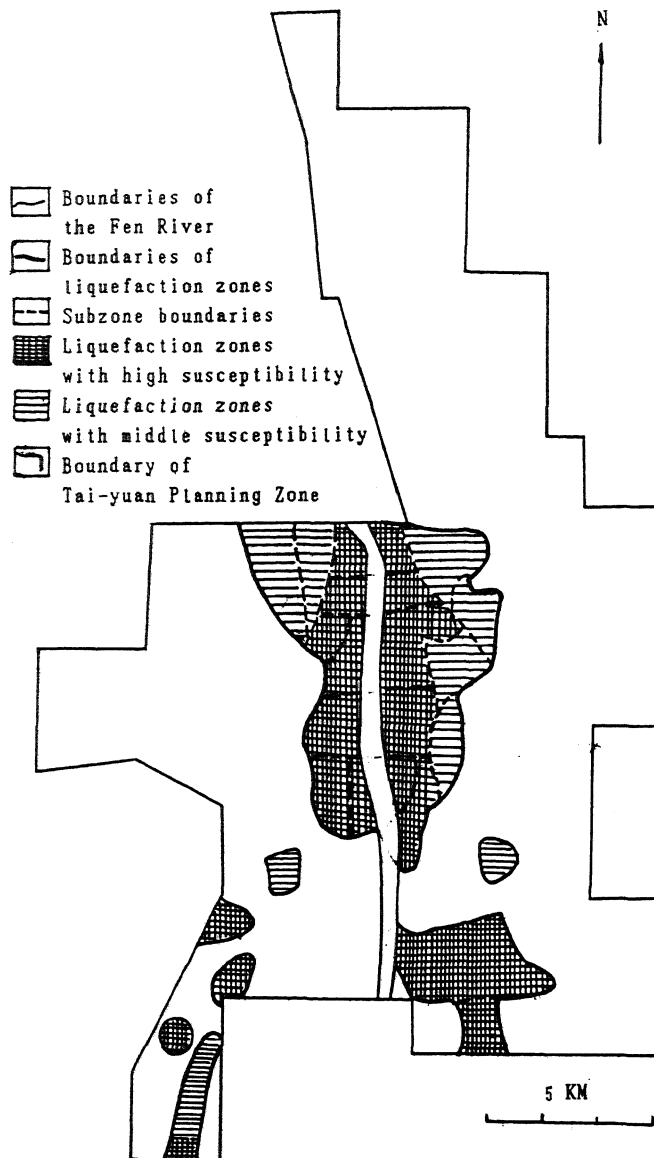 N
Boundaries of
the Fen River
Boundaries of
liquefaction zones
Subzone boundaries
Liquefaction zones
with high susceptibility
Liquefaction zones
with middle susceptibility
Boundary of
Tai-yuan Planning Zone
5 KM